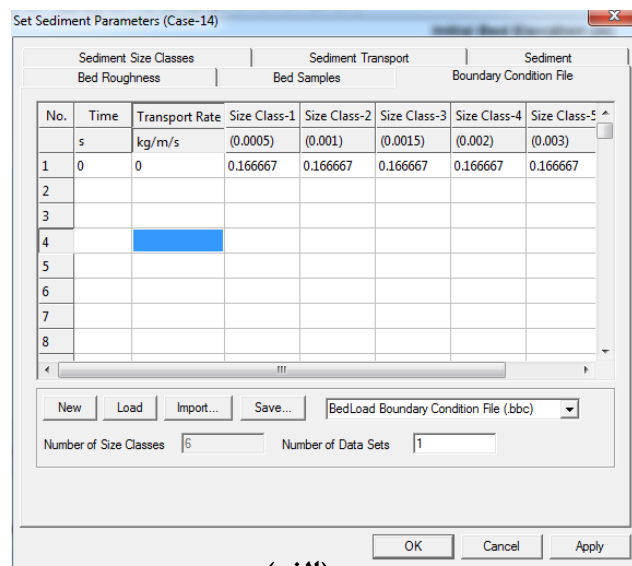 Set Sediment Parameters (Case-14)
Sediment Size Classes Sediment Transport Sediment
Bed Roughness Bed Samples Boundary Condition File
No. Time Transport Rate Size Class-1 Size Class-2 Size Class-3 Size Class-4 Size Class-5
s kg/m/s (0.0005) (0.001) (0.0015) (0.002) (0.003)
1 0 0 0.166667 0.166667 0.166667 0.166667 0.166667
2
3
4
5
6
7
8
New Load Import... Save... BedLoad Boundary Condition File (.bbc)
Number of Size Classes 6 Number of Data Sets 1
OK Cancel Apply